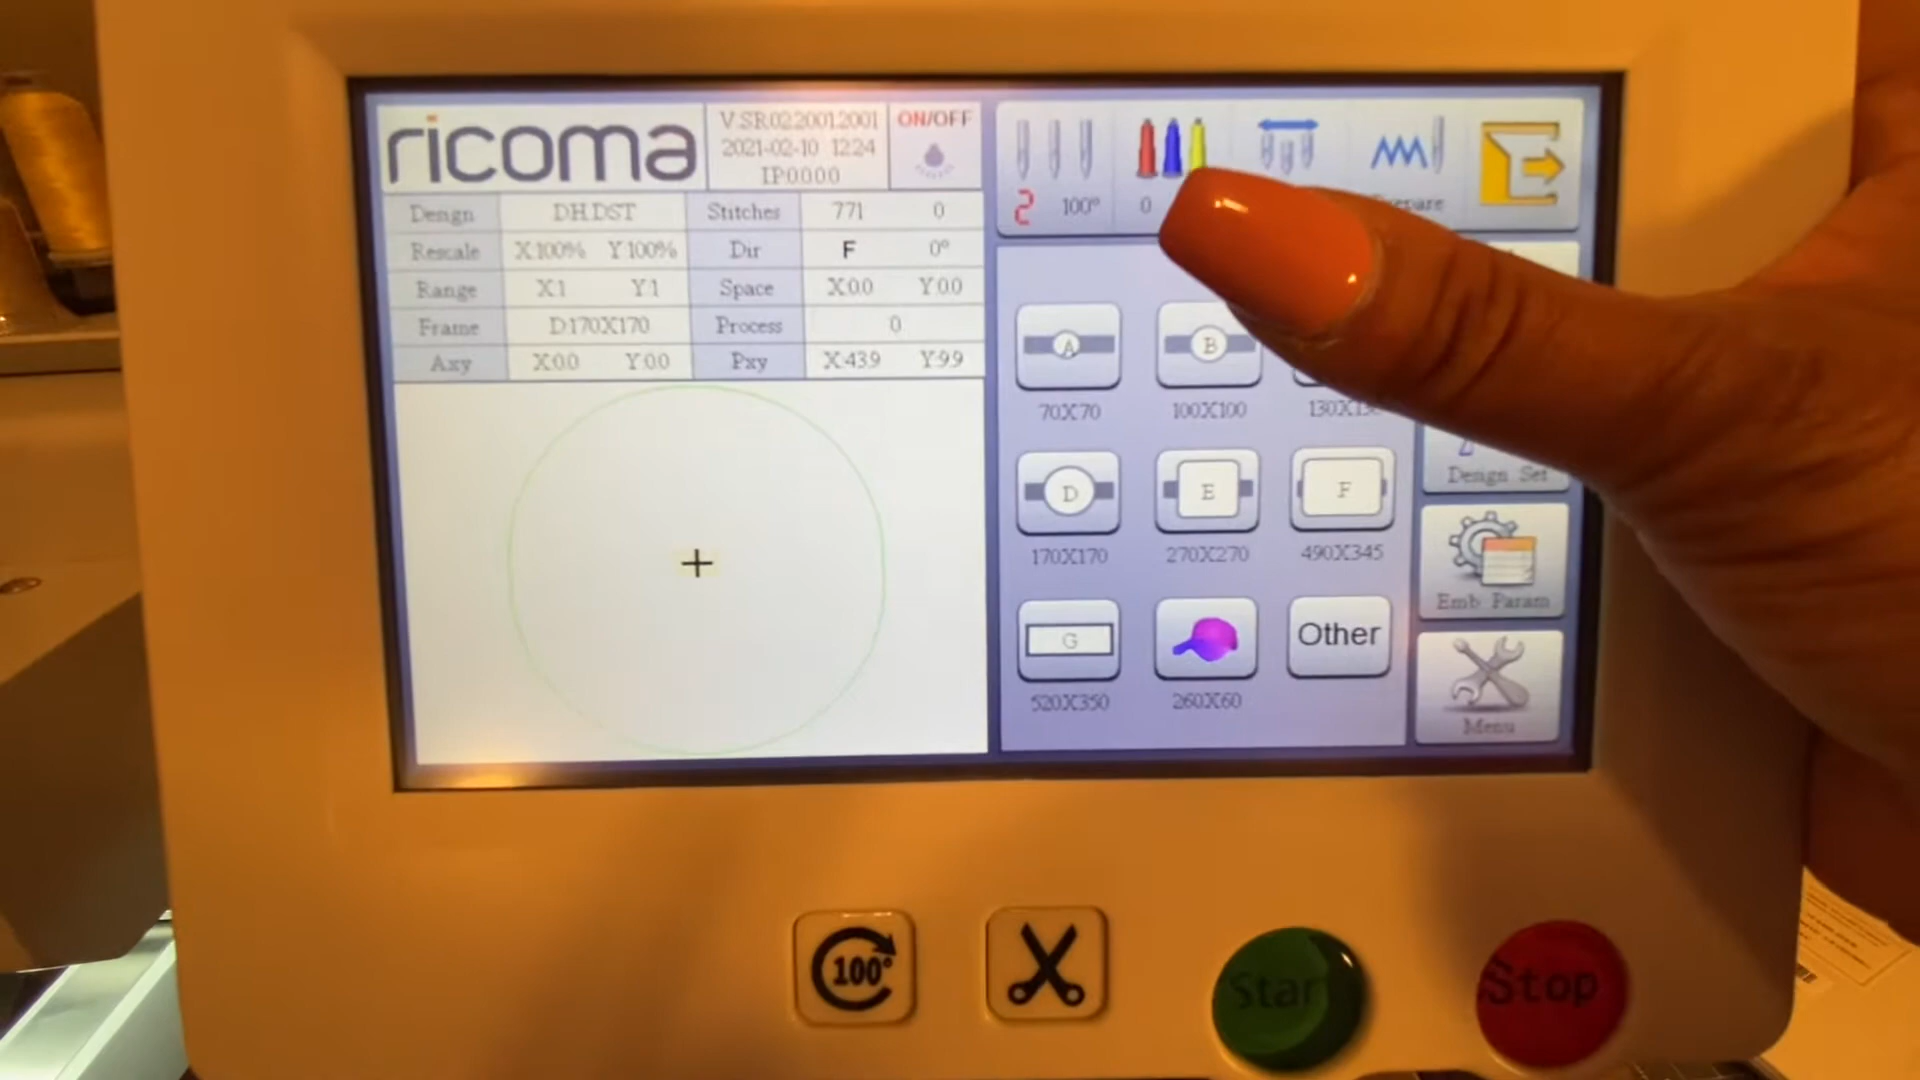 ricoma
V.SR02.2001.2001
2021-02-10 12:24
IP:0.0.0.0
ON/OFF
Design DH.DST Stitches 771 0
Rescale X:100% Y:100% Dir F 0°
Range X:1 Y:1 Space X:0.0 Y:0.0
Frame D:170X170 Process 0
Axy X:0.0 Y:0.0 Pxy X:43.9 Y:9.9
2 100° 0
A B
70X70 100X100
D E F
170X170 270X270 490X345
G Other
520X350 260X60
Design Set
Emb Param
Menu
100°
Start
Stop